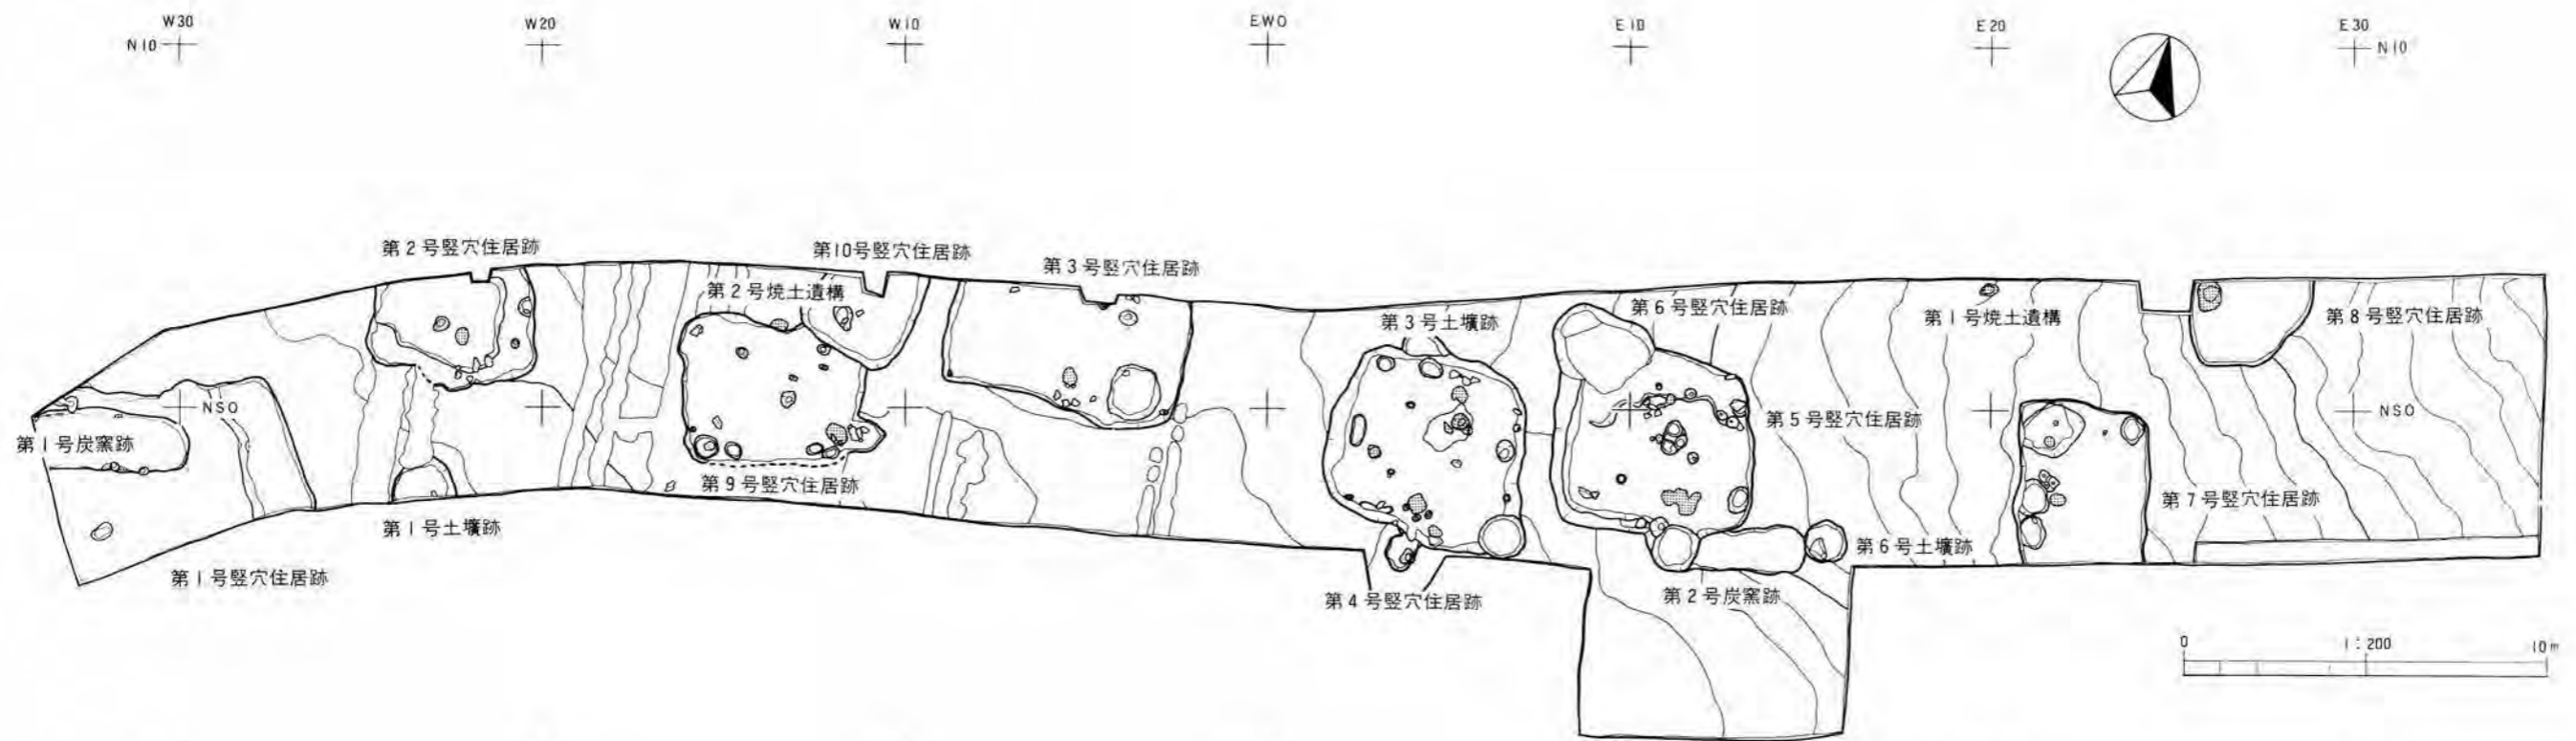 W30
W20
W10
EW0
E10
E20
E30
N10
N10
第2号竪穴住居跡
第10号竪穴住居跡
第3号竪穴住居跡
第2号焼土遺構
第3号土壙跡
第6号竪穴住居跡
第1号焼土遺構
第8号竪穴住居跡
NS0
NS0
第1号炭窯跡
第5号竪穴住居跡
第9号竪穴住居跡
第7号竪穴住居跡
第1号土壙跡
第6号土壙跡
第1号竪穴住居跡
第4号竪穴住居跡
第2号炭窯跡
0
1:200
10m